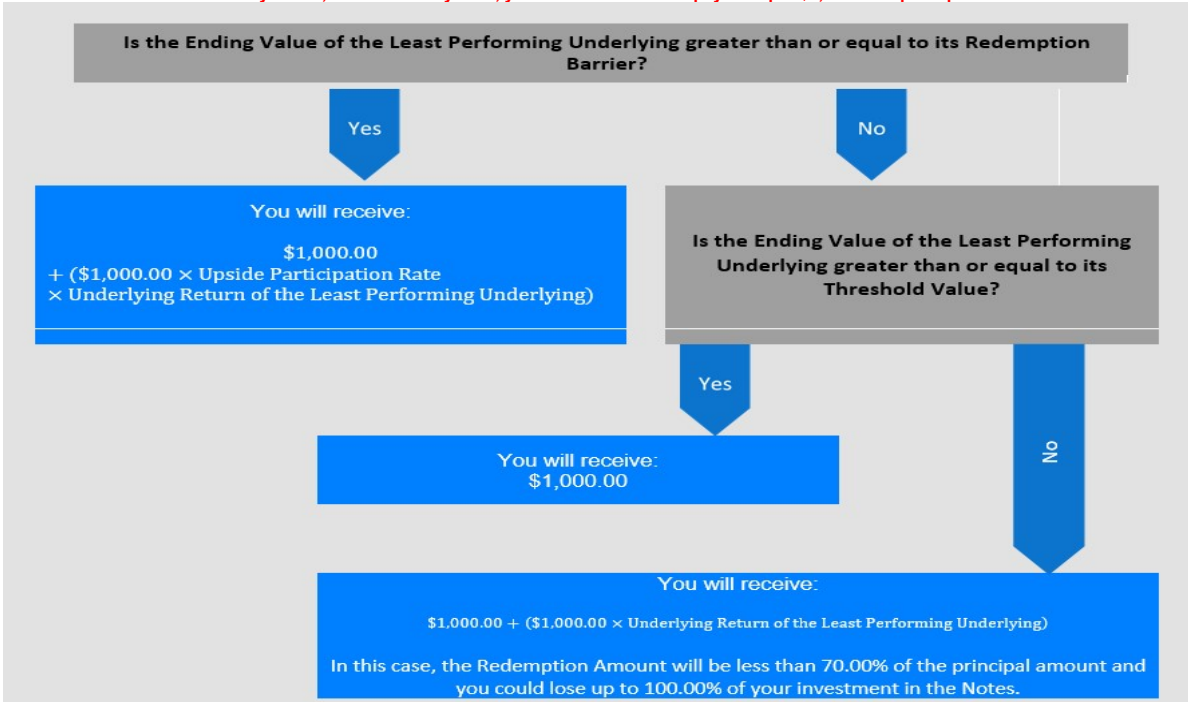 Is the Ending Value of the Least Performing Underlying greater than or equal to its Redemption
Barrier?
Yes
No
You will receive:
$1,000.00
+ ($1,000.00 × Upside Participation Rate
× Underlying Return of the Least Performing Underlying)
Is the Ending Value of the Least Performing
Underlying greater than or equal to its
Threshold Value?
Yes
No
You will receive:
$1,000.00
You will receive:
$1,000.00 + ($1,000.00 × Underlying Return of the Least Performing Underlying)
In this case, the Redemption Amount will be less than 70.00% of the principal amount and
you could lose up to 100.00% of your investment in the Notes.